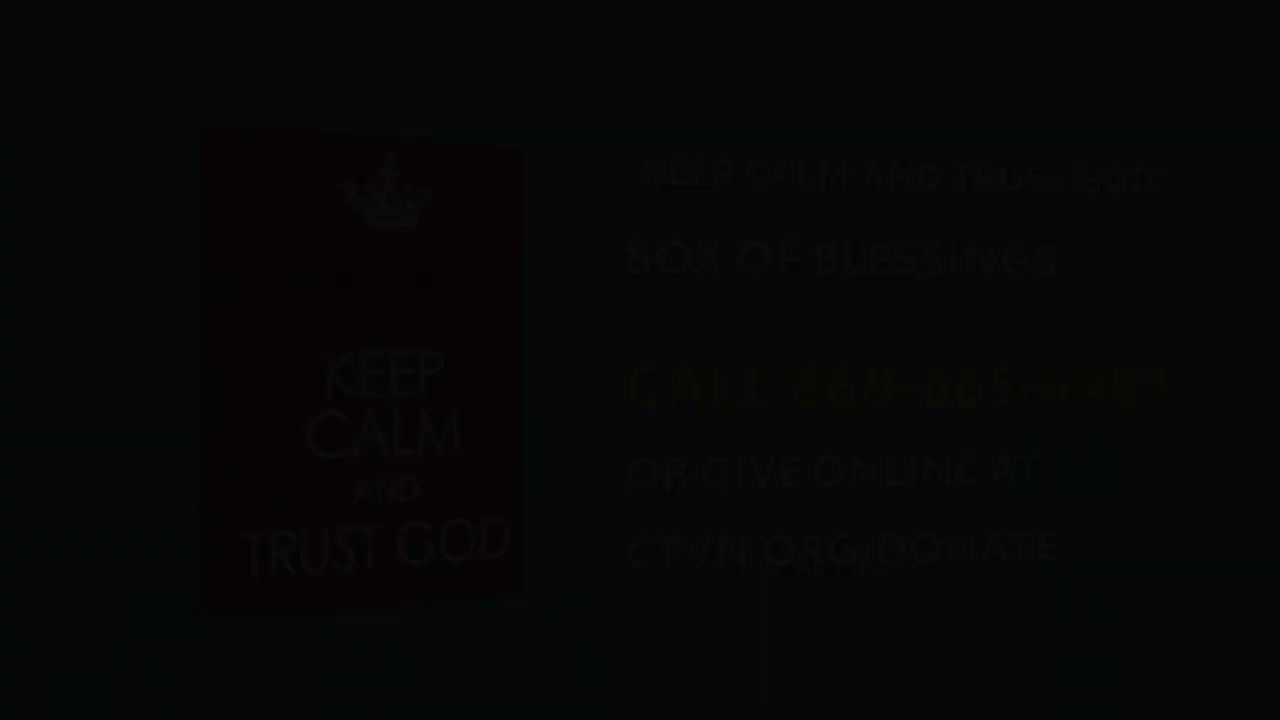 KEEP
CALM
AND
TRUST GOD
KEEP CALM AND TRUST GOD
BOX OF BLESSINGS
CALL
OR GIVE ONLINE AT
CTVN.ORG/DONATE